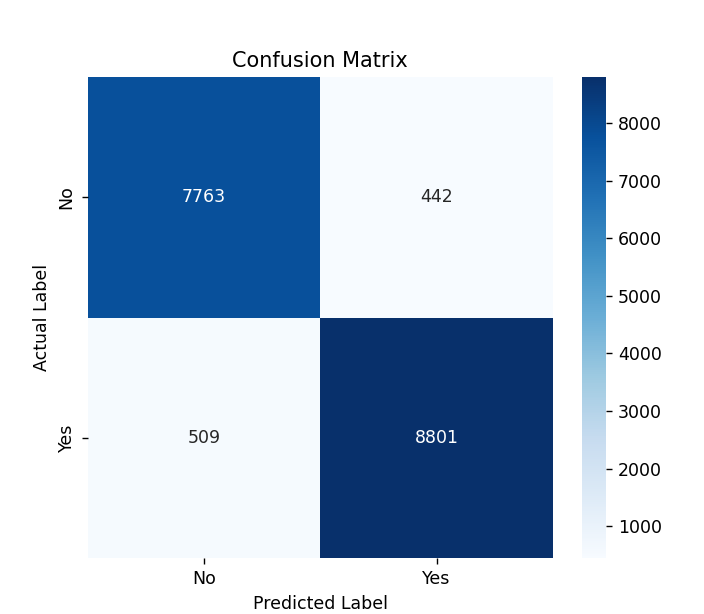 Confusion Matrix
Actual Label
No
7763
442
Yes
509
8801
No
Yes
Predicted Label
8000
7000
6000
5000
4000
3000
2000
1000